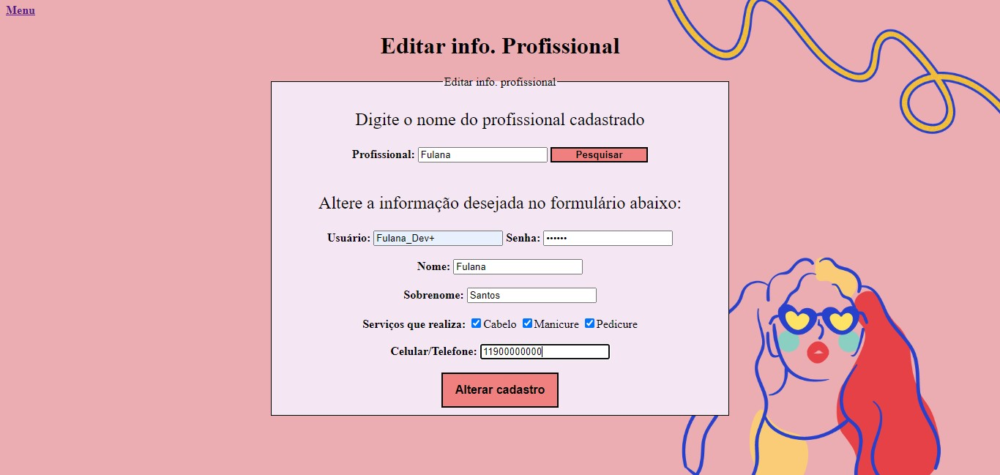 Menu
Editar info. Profissional
Editar info. profissional
Digite o nome do profissional cadastrado
Profissional: Fulana Pesquisar
Altere a informação desejada no formulário abaixo:
Usuário: Fulana_Dev+ Senha: ••••••
Nome: Fulana
Sobrenome: Santos
Serviços que realiza: Cabelo Manicure Pedicure
Celular/Telefone: 11900000000
Alterar cadastro